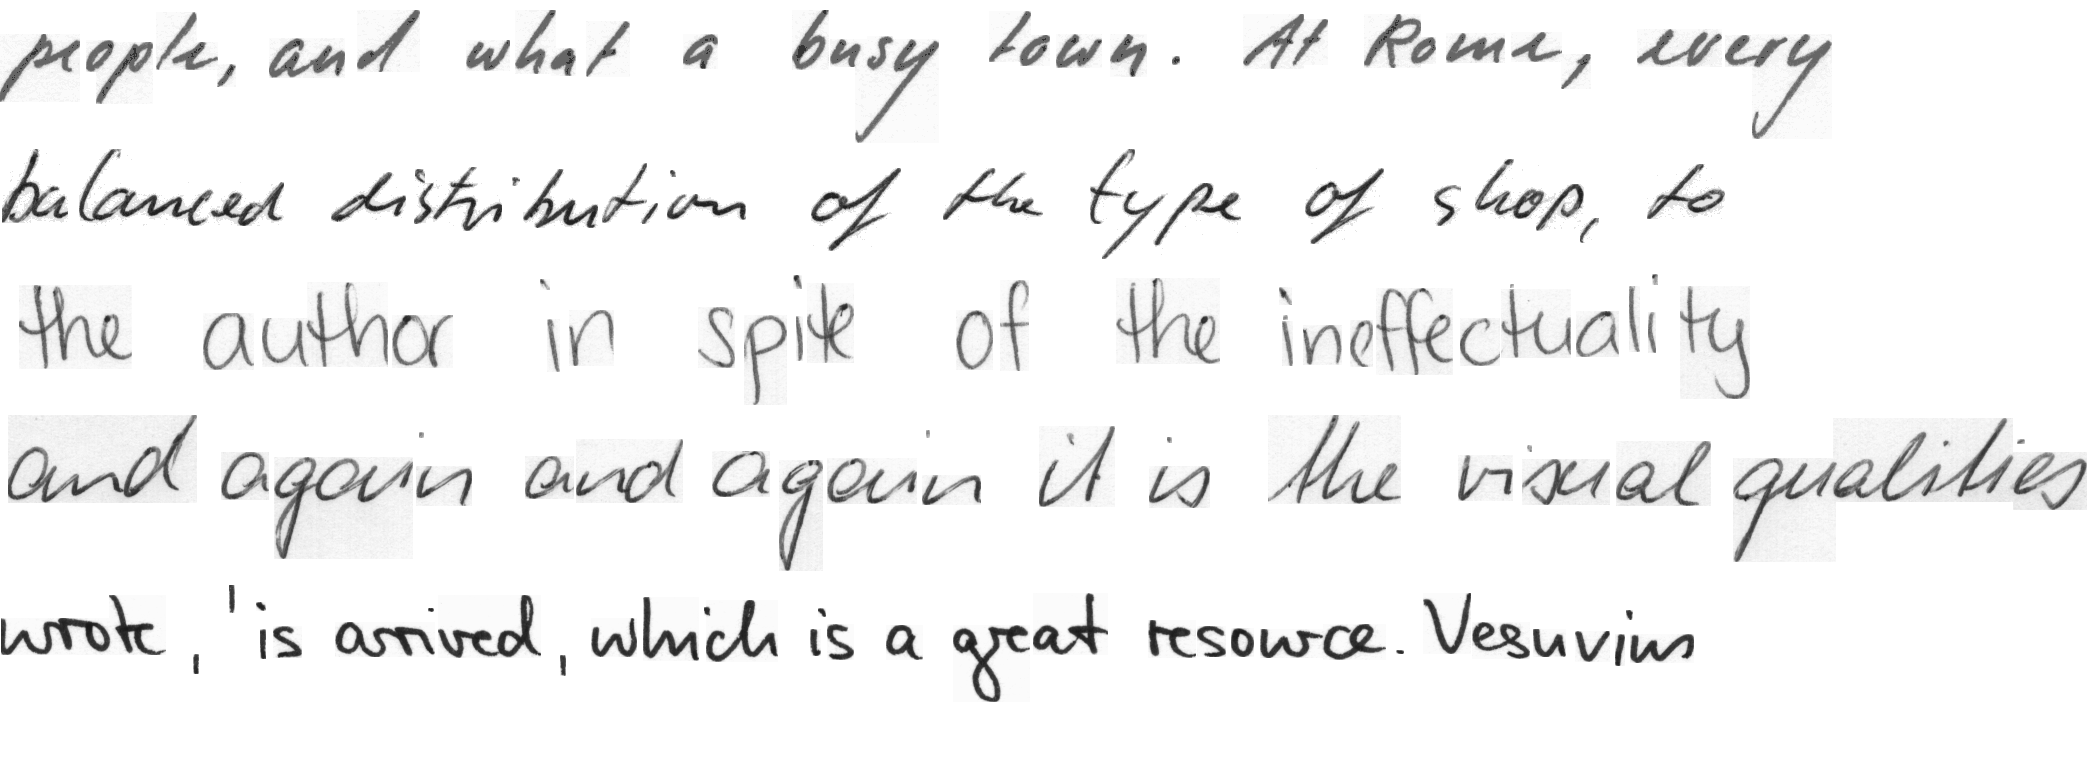 people, and what a busy town. At Rome, every
balanced distribution of the type of shop, to
the author in spite of the ineffectuality
and again and again it is the visual qualities
wrote, 'is arrived, which is a great resource. Vesuvius